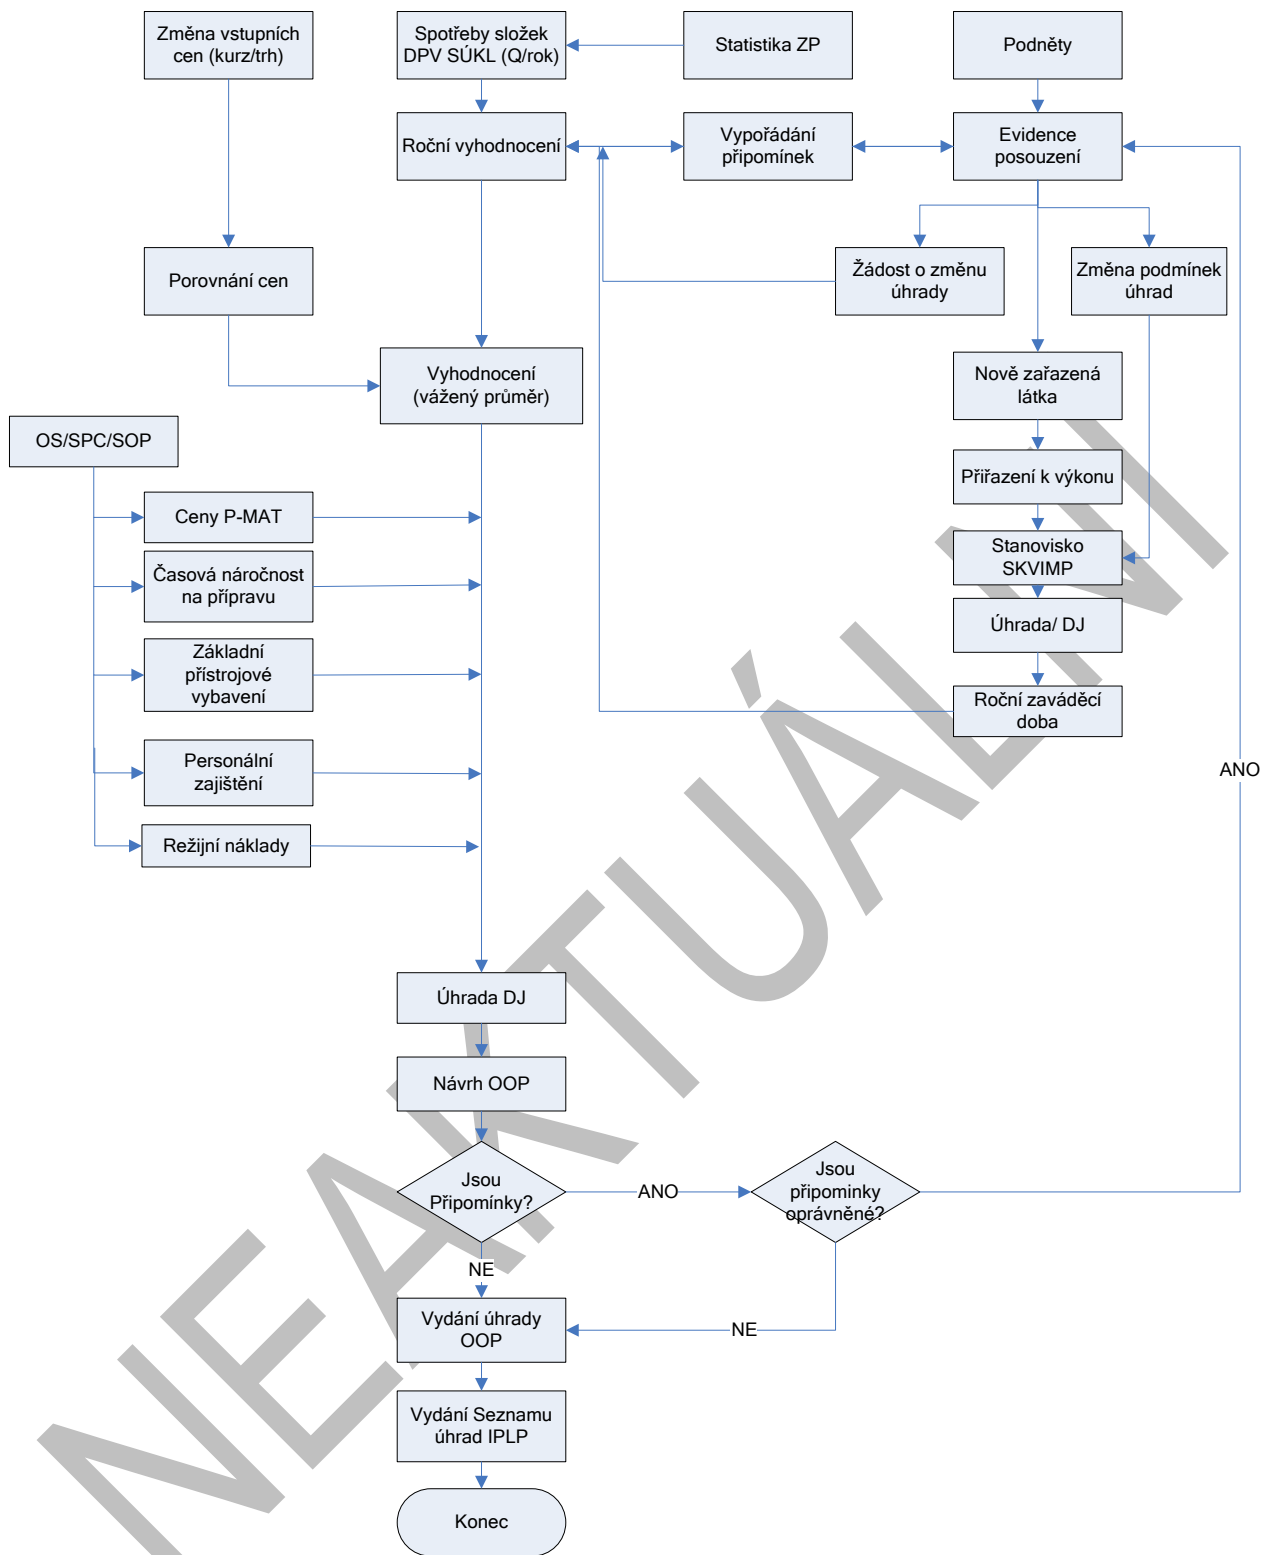 Změna vstupních
cen (kurz/trh)
Spotřeby složek
DPV SÚKL (Q/rok)
Statistika ZP
Podněty
Roční vyhodnocení
Vypořádání
připomínek
Evidence
posouzení
Porovnání cen
Žádost o změnu
úhrady
Změna podmínek
úhrad
Vyhodnocení
(vážený průměr)
Nově zařazená
látka
OS/SPC/SOP
Přiřazení k výkonu
Ceny P-MAT
Stanovisko
SKVIMP
Časová náročnost
na přípravu
Úhrada/ DJ
Základní
přístrojové
vybavení
Roční zaváděcí
doba
Personální
zajištění
ANO
Režijní náklady
Úhrada DJ
Návrh OOP
Jsou
Připomínky?
ANO
Jsou
připominky
oprávněné?
NE
Vydání úhrady
OOP
NE
Vydání Seznamu
úhrad IPLP
Konec
NEAKTUÁLNÍ